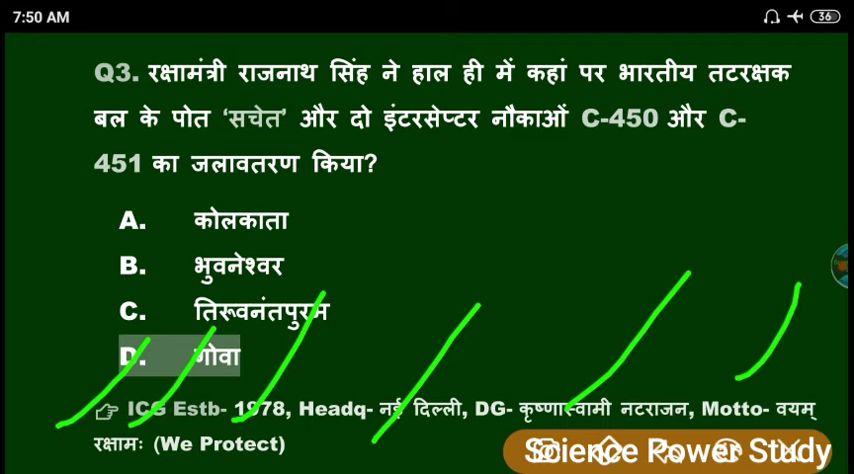 7:50 AM
36
Q3. रक्षामंत्री राजनाथ सिंह ने हाल ही में कहां पर भारतीय तटरक्षक
बल के पोत ‘सचेत’ और दो इंटरसेप्टर नौकाओं C-450 और C-
451 का जलावतरण किया?
A. कोलकाता
B. भुवनेश्वर
C. तिरूवनंतपुरम
D. गोवा
ICG Estb- 1978, Headq- नई दिल्ली, DG- कृष्णास्वामी नटराजन, Motto- वयम्
रक्षामः (We Protect)
Science Power Study